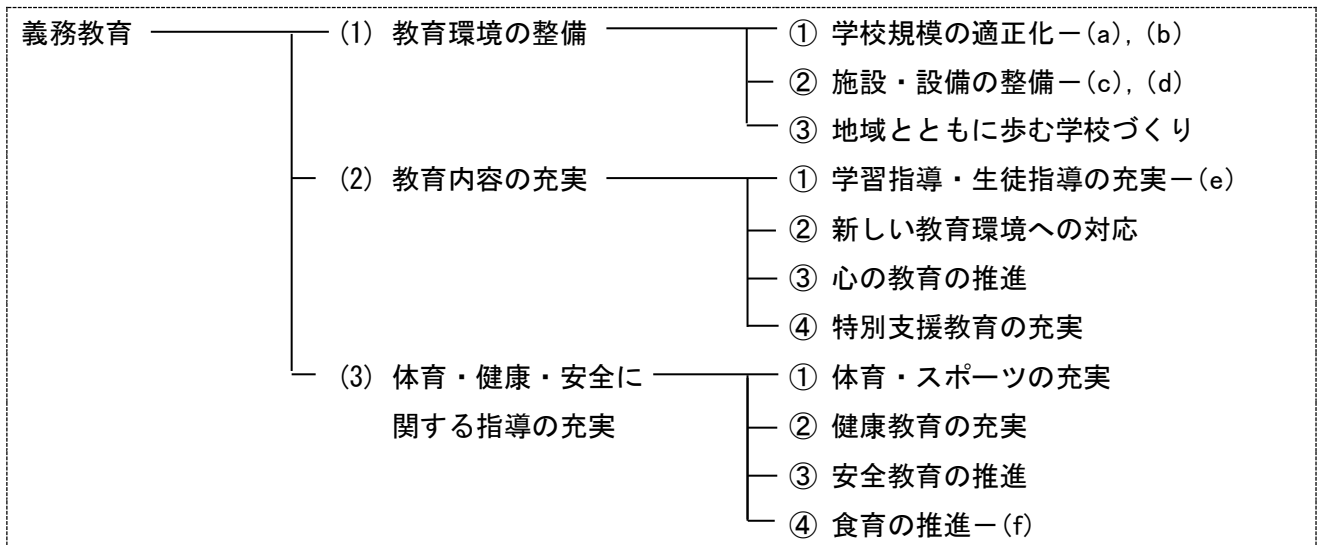 義務教育 (1) 教育環境の整備 ① 学校規模の適正化－(a), (b)
② 施設・設備の整備－(c), (d)
③ 地域とともに歩む学校づくり
(2) 教育内容の充実 ① 学習指導・生徒指導の充実－(e)
② 新しい教育環境への対応
③ 心の教育の推進
④ 特別支援教育の充実
(3) 体育・健康・安全に ① 体育・スポーツの充実
関する指導の充実 ② 健康教育の充実
③ 安全教育の推進
④ 食育の推進－(f)